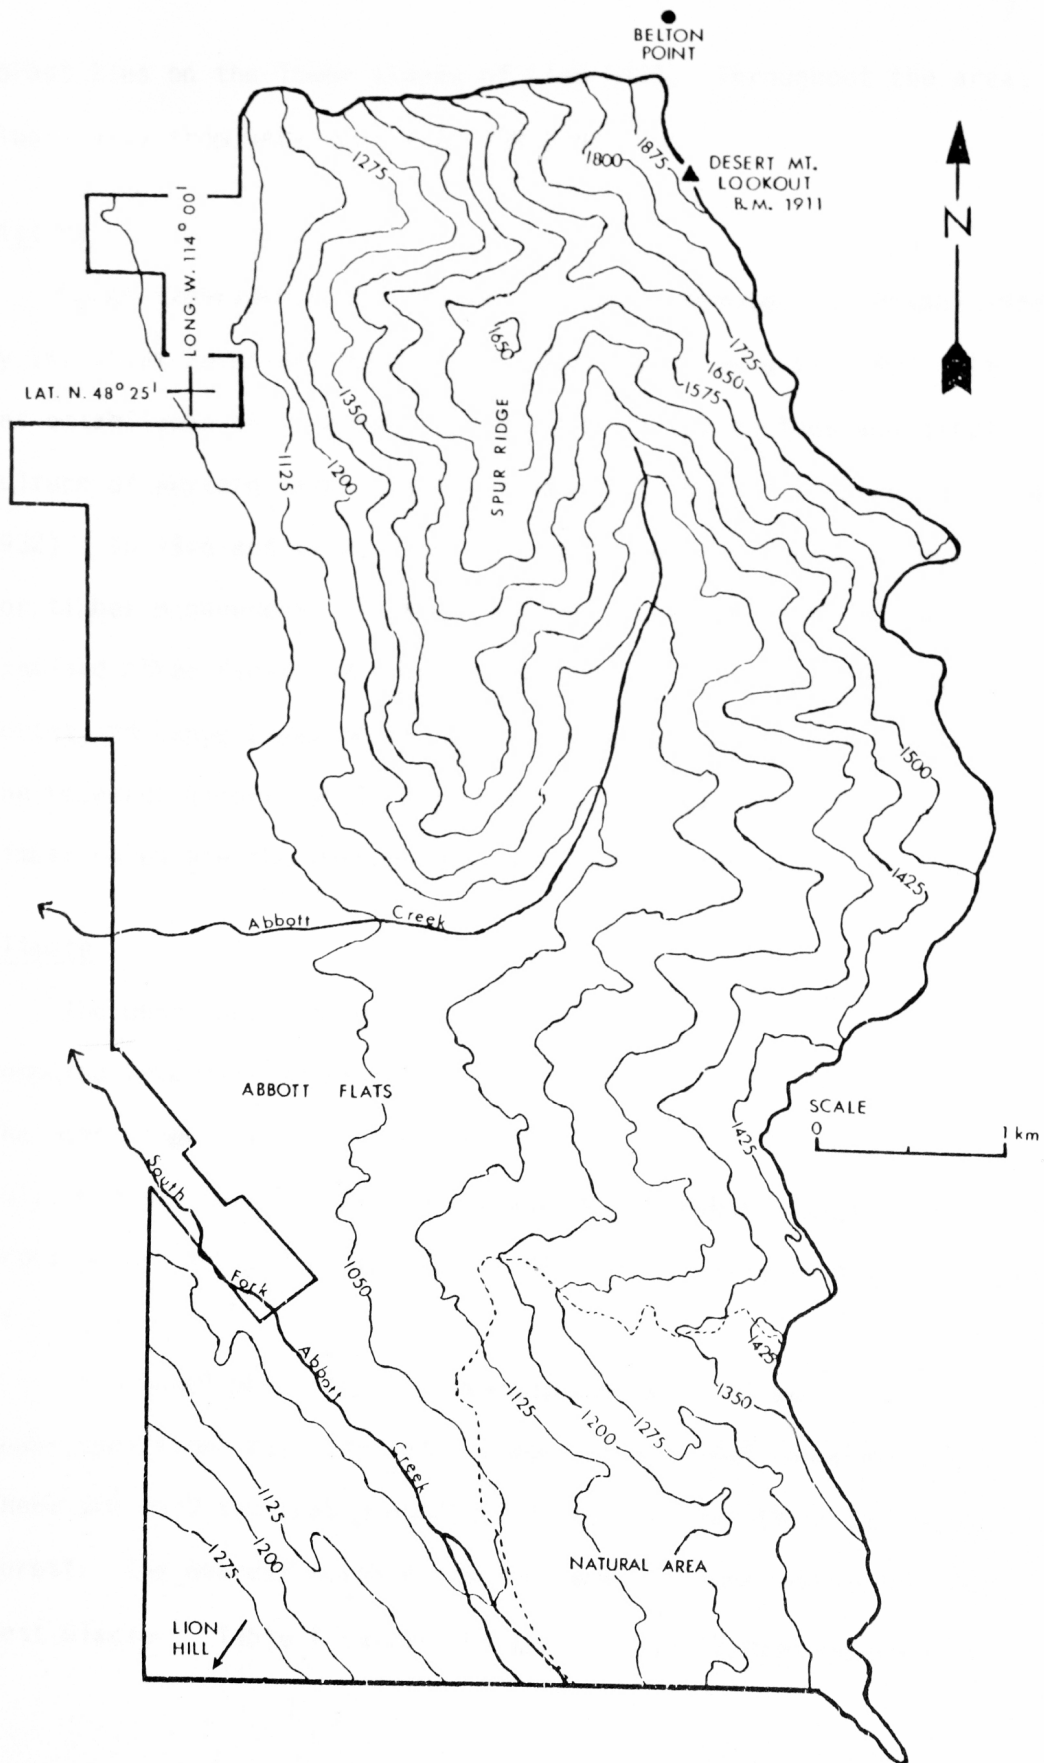 BELTON
POINT
1275
1800
1875
DESERT MT.
LOOKOUT
B.M. 1911
N
LONG. W. 114° 00'
1650
1725
1650
1575
LAT. N. 48° 25'
1350
SPUR RIDGE
1125
1200
1500
1425
Abbott Creek
ABBOTT FLATS
SCALE
0
1 km
1425
South Fork Abbott Creek
1050
1425
1350
1125
1200
1275
1125
1200
1275
NATURAL AREA
LION
HILL